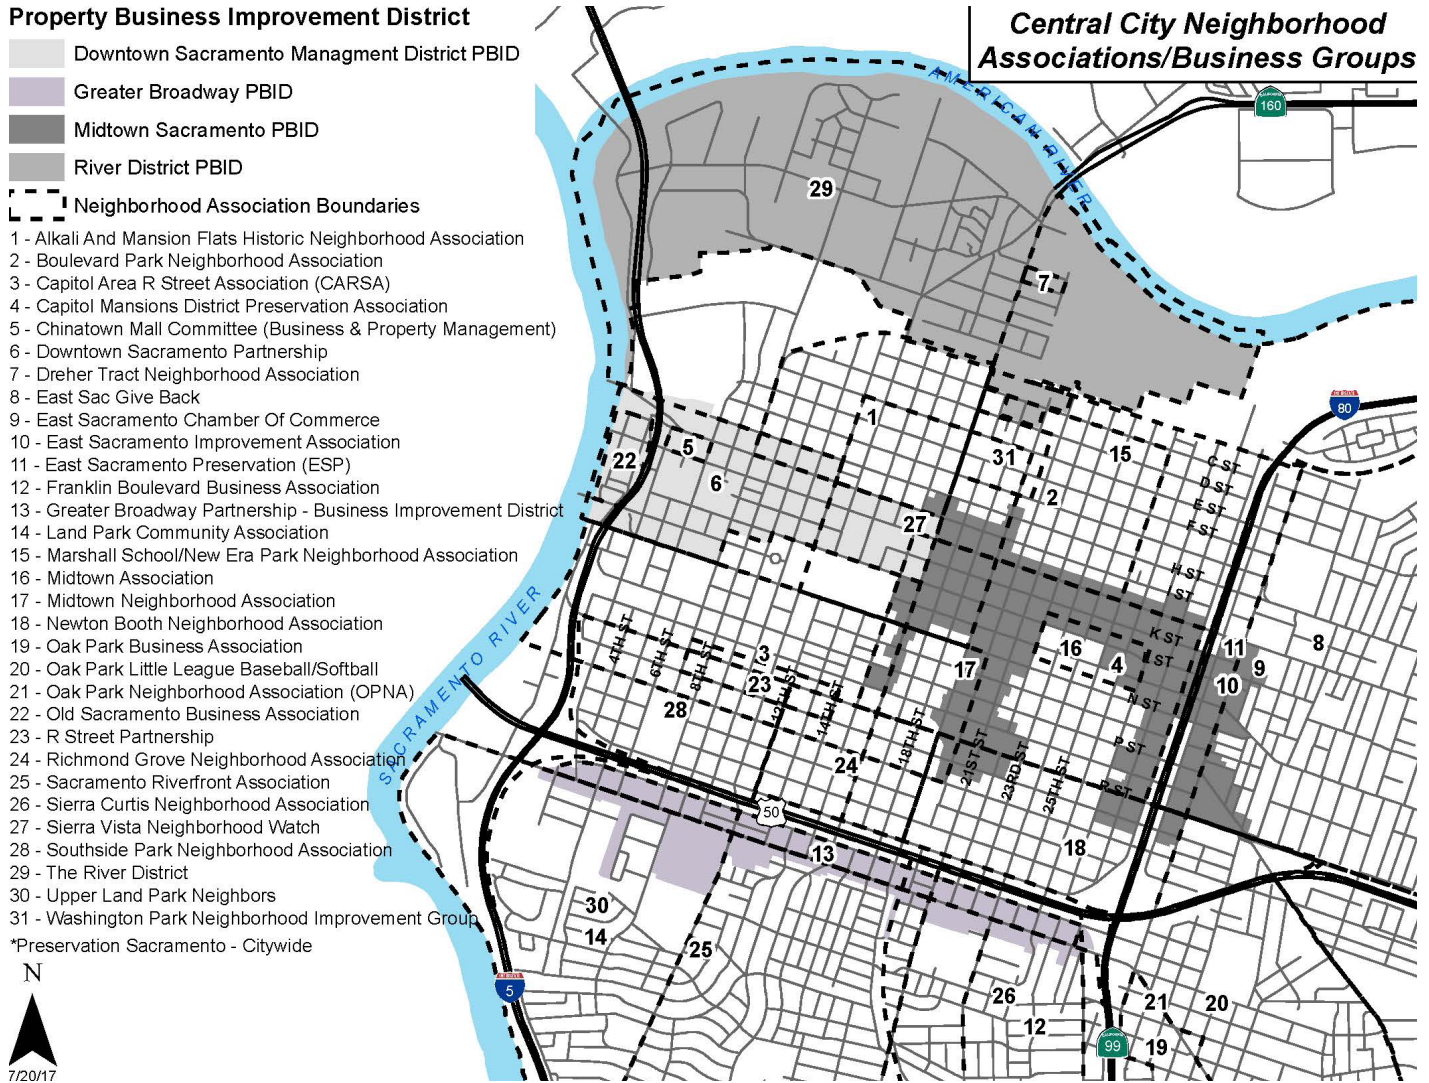 Property Business Improvement District
Downtown Sacramento Managment District PBID
Greater Broadway PBID
Midtown Sacramento PBID
River District PBID
Neighborhood Association Boundaries
1 - Alkali And Mansion Flats Historic Neighborhood Association
2 - Boulevard Park Neighborhood Association
3 - Capitol Area R Street Association (CARSA)
4 - Capitol Mansions District Preservation Association
5 - Chinatown Mall Committee (Business & Property Management)
6 - Downtown Sacramento Partnership
7 - Dreher Tract Neighborhood Association
8 - East Sac Give Back
9 - East Sacramento Chamber Of Commerce
10 - East Sacramento Improvement Association
11 - East Sacramento Preservation (ESP)
12 - Franklin Boulevard Business Association
13 - Greater Broadway Partnership - Business Improvement District
14 - Land Park Community Association
15 - Marshall School/New Era Park Neighborhood Association
16 - Midtown Association
17 - Midtown Neighborhood Association
18 - Newton Booth Neighborhood Association
19 - Oak Park Business Association
20 - Oak Park Little League Baseball/Softball
21 - Oak Park Neighborhood Association (OPNA)
22 - Old Sacramento Business Association
23 - R Street Partnership
24 - Richmond Grove Neighborhood Association
25 - Sacramento Riverfront Association
26 - Sierra Curtis Neighborhood Association
27 - Sierra Vista Neighborhood Watch
28 - Southside Park Neighborhood Association
29 - The River District
30 - Upper Land Park Neighbors
31 - Washington Park Neighborhood Improvement Group
*Preservation Sacramento - Citywide
N
7/20/17
Central City Neighborhood
Associations/Business Groups
AMERICAN RIVER
160
29
7
80
1
5
22
6
31
15
2
27
C ST
D ST
E ST
F ST
H ST
ST
K ST
ST
N ST
P ST
R ST
SACRAMENTO RIVER
4TH ST
6TH ST
8TH ST
12TH ST
14TH ST
18TH ST
21ST ST
23RD ST
25TH ST
3
23
28
17
16
4
11
9
10
8
24
50
13
18
30
14
25
5
26
12
21
20
19
99